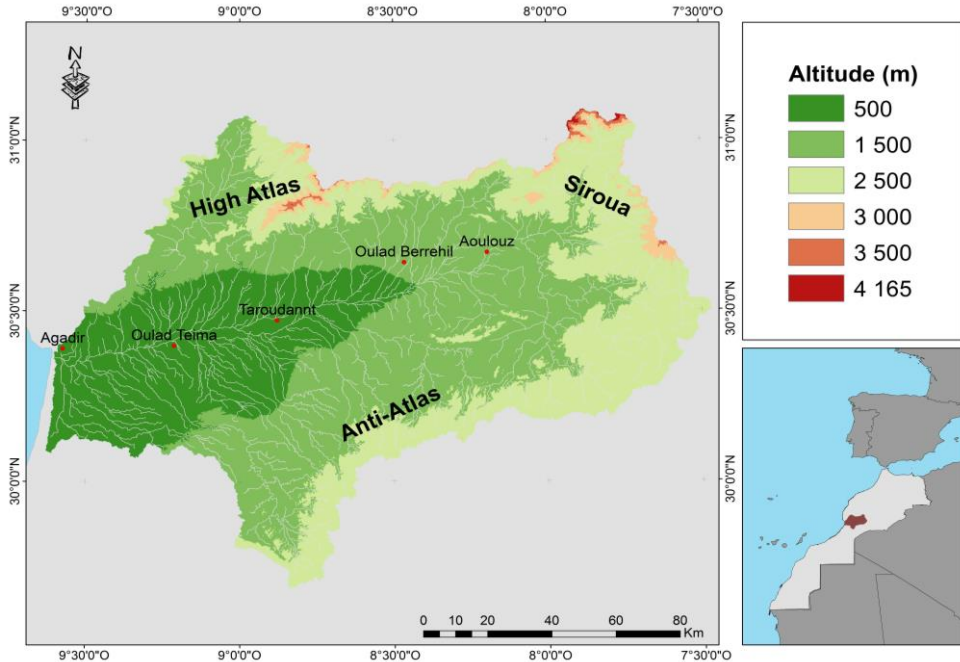 9°30'0"O 9°0'0"O 8°30'0"O 8°0'0"O 7°30'0"O
N
31°0'0"N
31°0'0"N
High Atlas
Siroua
Oulad Berrehil
Aoulouz
30°30'0"N
30°30'0"N
Taroudannt
Agadir
Oulad Teima
Anti-Atlas
30°0'0"N
30°0'0"N
0 10 20 40 60 80
Km
9°30'0"O 9°0'0"O 8°30'0"O 8°0'0"O 7°30'0"O
Altitude (m)
500
1 500
2 500
3 000
3 500
4 165